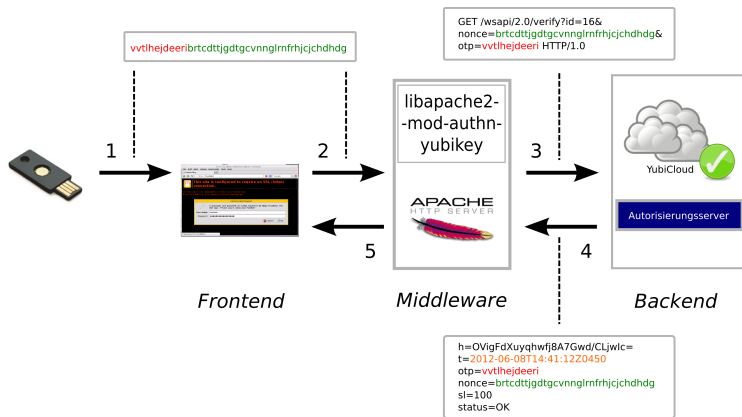 GET /wsapi/2.0/verify?id=16&
nonce=brtcdttjgdtgcvnnglrnfrhjcjchdhdg&
otp=vvtlhejdeeri HTTP/1.0
vvtlhejdeeribrtcdttjgdtgcvnnglrnfrhjcjchdhdg
libapache2-
-mod-authn-
yubikey
1
2
3
YubiCloud
APACHE
HTTP SERVER
Autorisierungsserver
5
4
Frontend
Middleware
Backend
h=OVigFdXuyqhwfj8A7Gwd/CLjwIc=
t=2012-06-08T14:41:12Z0450
otp=vvtlhejdeeri
nonce=brtcdttjgdtgcvnnglrnfrhjcjchdhdg
sl=100
status=OK